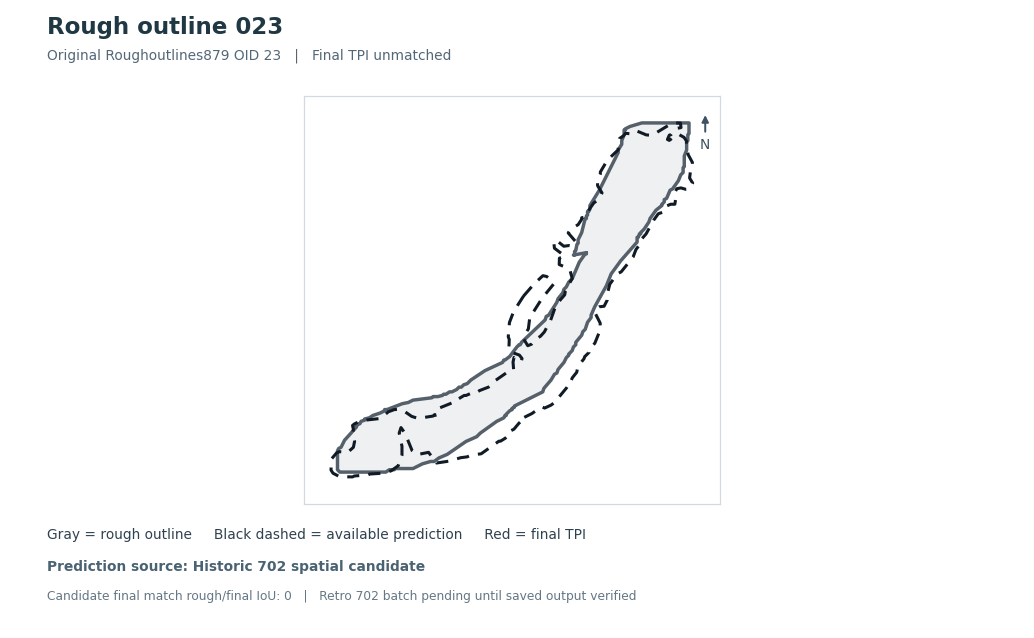 Rough outline 023
Original Roughoutlines879 OID 23   |   Final TPI unmatched
N
Gray = rough outline     Black dashed = available prediction     Red = final TPI
Prediction source: Historic 702 spatial candidate
Candidate final match rough/final IoU: 0   |   Retro 702 batch pending until saved output verified